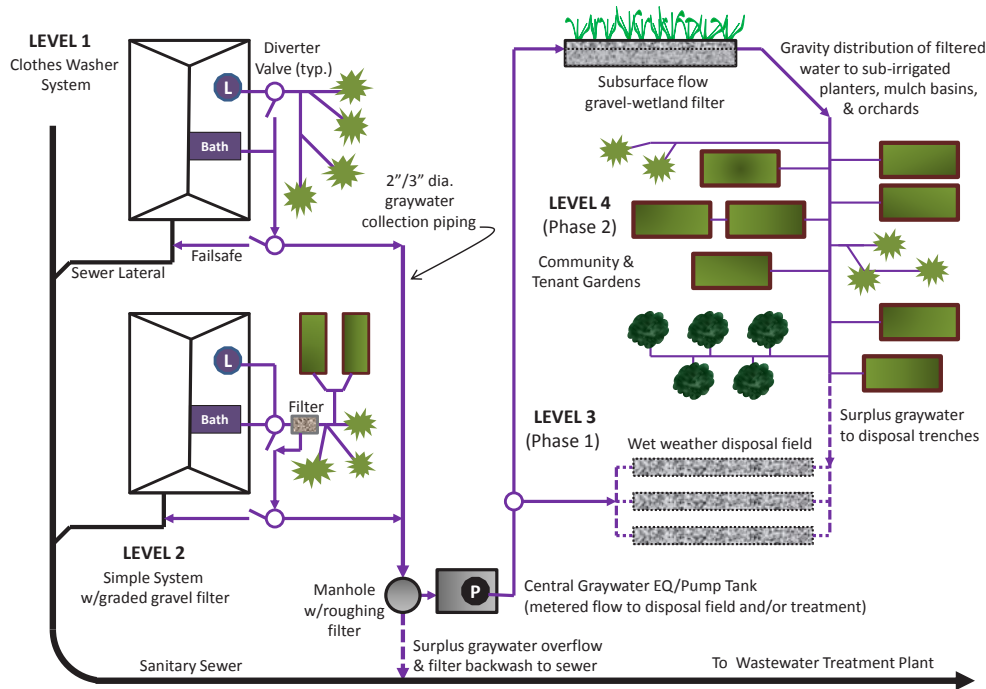 LEVEL 1
Clothes Washer
System
Diverter
Valve (typ.)
L
Bath
Failsafe
Sewer Lateral
2”/3” dia.
graywater
collection piping
Subsurface flow
gravel-wetland filter
Gravity distribution of filtered
water to sub-irrigated
planters, mulch basins,
& orchards
LEVEL 4
(Phase 2)
Community &
Tenant Gardens
L
Bath
Filter
LEVEL 2
Simple System
w/graded gravel filter
LEVEL 3
(Phase 1)
Wet weather disposal field
Surplus graywater
to disposal trenches
Manhole
w/roughing
filter
P
Central Graywater EQ/Pump Tank
(metered flow to disposal field and/or treatment)
Surplus graywater overflow
& filter backwash to sewer
Sanitary Sewer
To Wastewater Treatment Plant